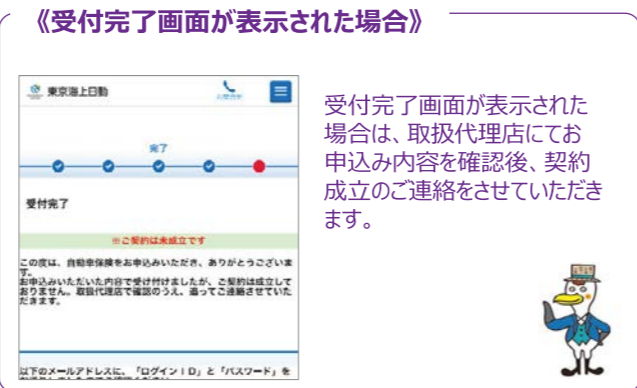 《受付完了画面が表示された場合》
東京海上日動
完了
受付完了
※ご契約は未成立です
この度は、自動車保険をお申込みいただき、ありがとうございま
す。
お申込みいただいた内容で受け付けましたが、ご契約は成立して
おりません。取扱代理店で確認のうえ、追ってご連絡させていた
だきます。
以下のメールアドレスに、「ログインID」と「パスワード」を
受付完了画面が表示された
場合は、取扱代理店にてお
申込み内容を確認後、契約
成立のご連絡をさせていただき
ます。